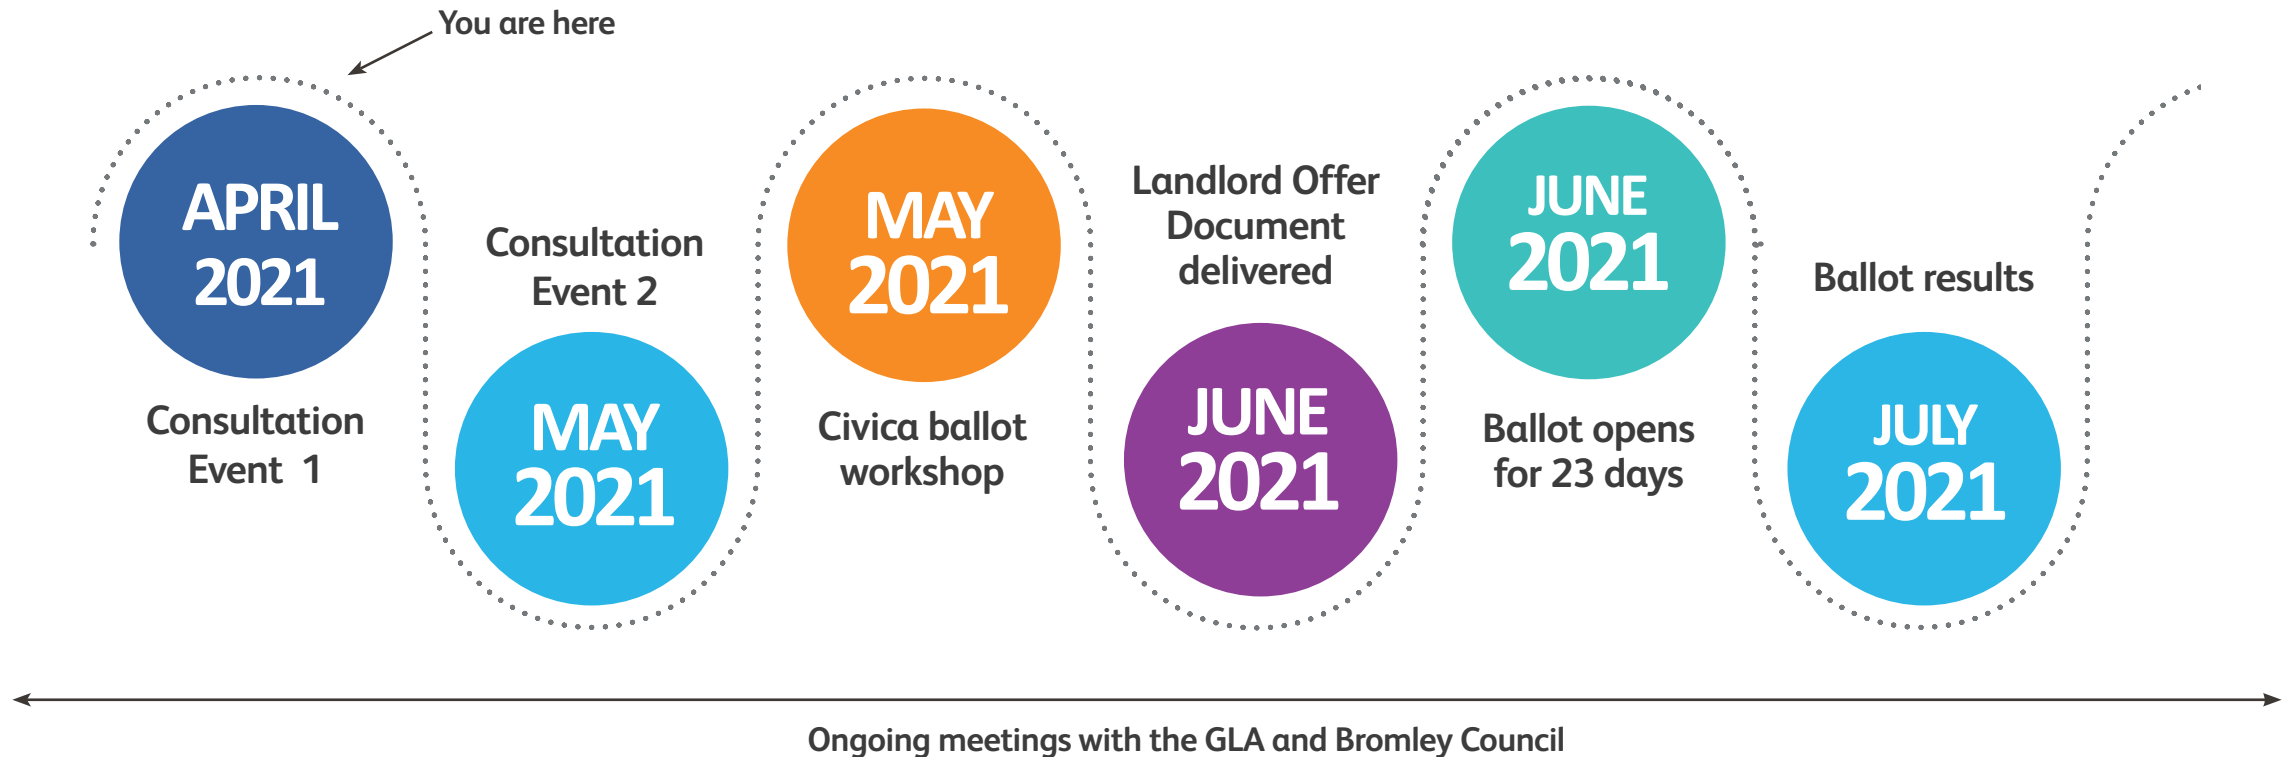 You are here
APRIL
2021
Consultation
Event 1
Consultation
Event 2
MAY
2021
MAY
2021
Civica ballot
workshop
Landlord Offer
Document
delivered
JUNE
2021
JUNE
2021
Ballot opens
for 23 days
Ballot results
JULY
2021
Ongoing meetings with the GLA and Bromley Council